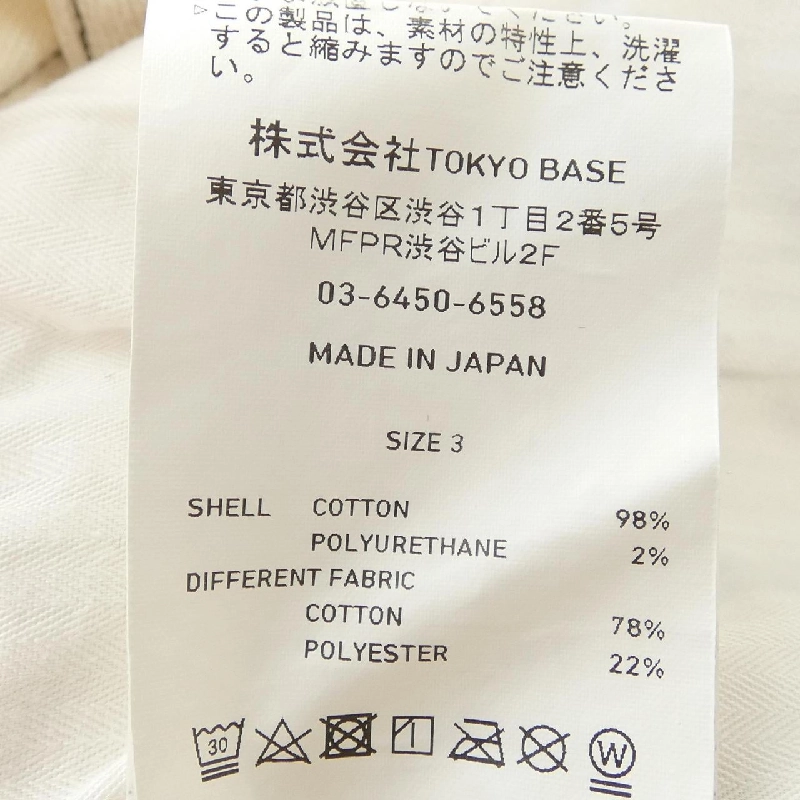 ▷この製品は、素材の特性上、洗濯
すると縮みますのでご注意くださ
い。
株式会社TOKYO BASE
東京都渋谷区渋谷1丁目2番5号
MFPR渋谷ビル2F
03-6450-6558
MADE IN JAPAN
SIZE 3
SHELL COTTON 98%
POLYURETHANE 2%
DIFFERENT FABRIC
COTTON 78%
POLYESTER 22%
30
W